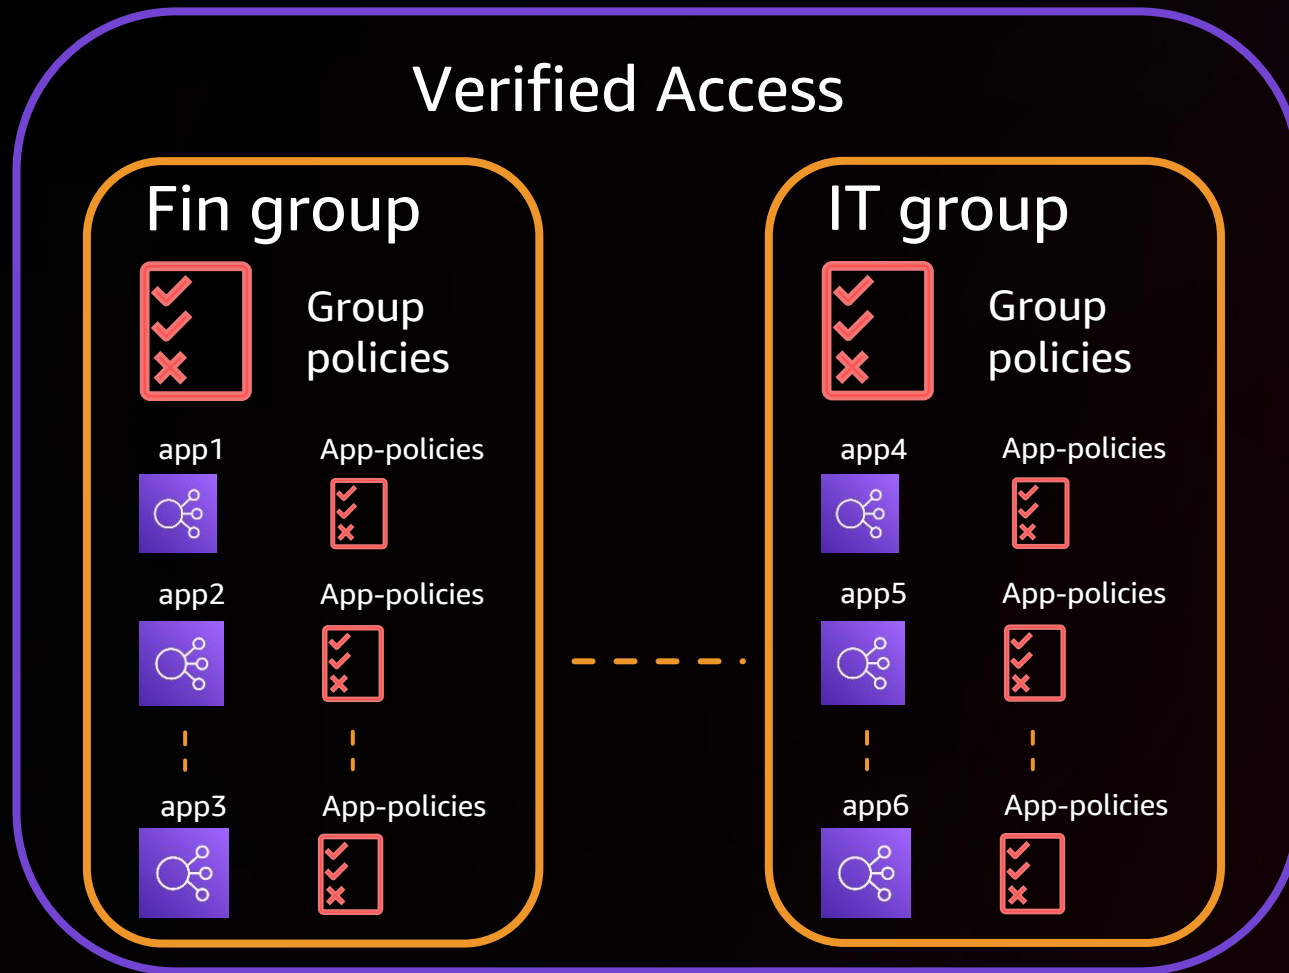 Verified Access
Fin group
Group
policies
app1
App-policies
app2
App-policies
app3
App-policies
IT group
Group
policies
app4
App-policies
app5
App-policies
app6
App-policies